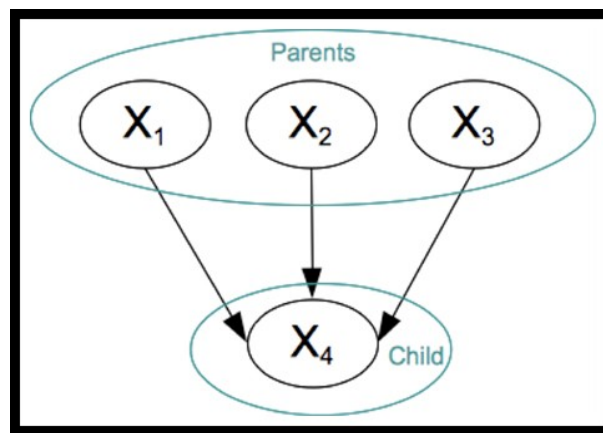 Parents
X₁ X₂ X₃
X₄ Child